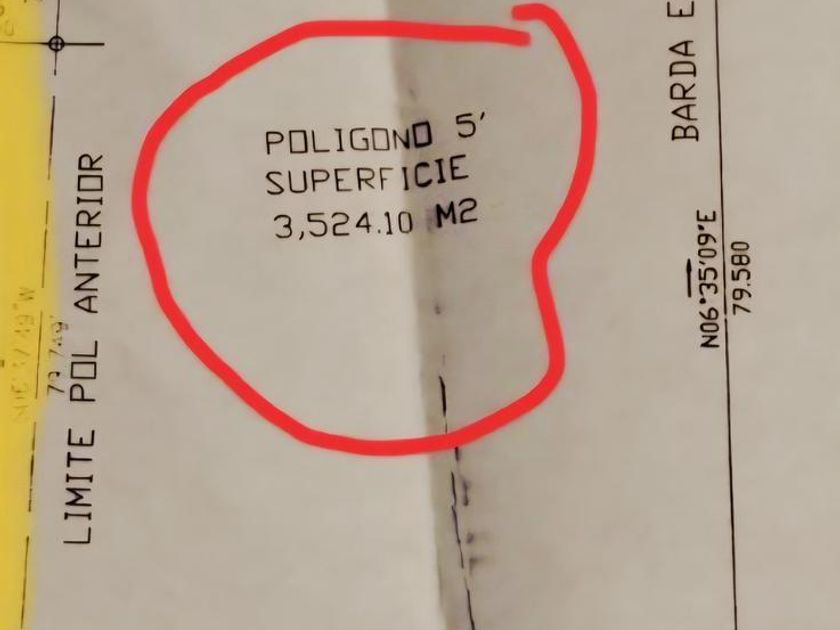 POLIGONO 5'
SUPERFICIE
3,524.10 M2
LIMITE POL ANTERIOR
BARDA E
N06°35'09"E
79.580